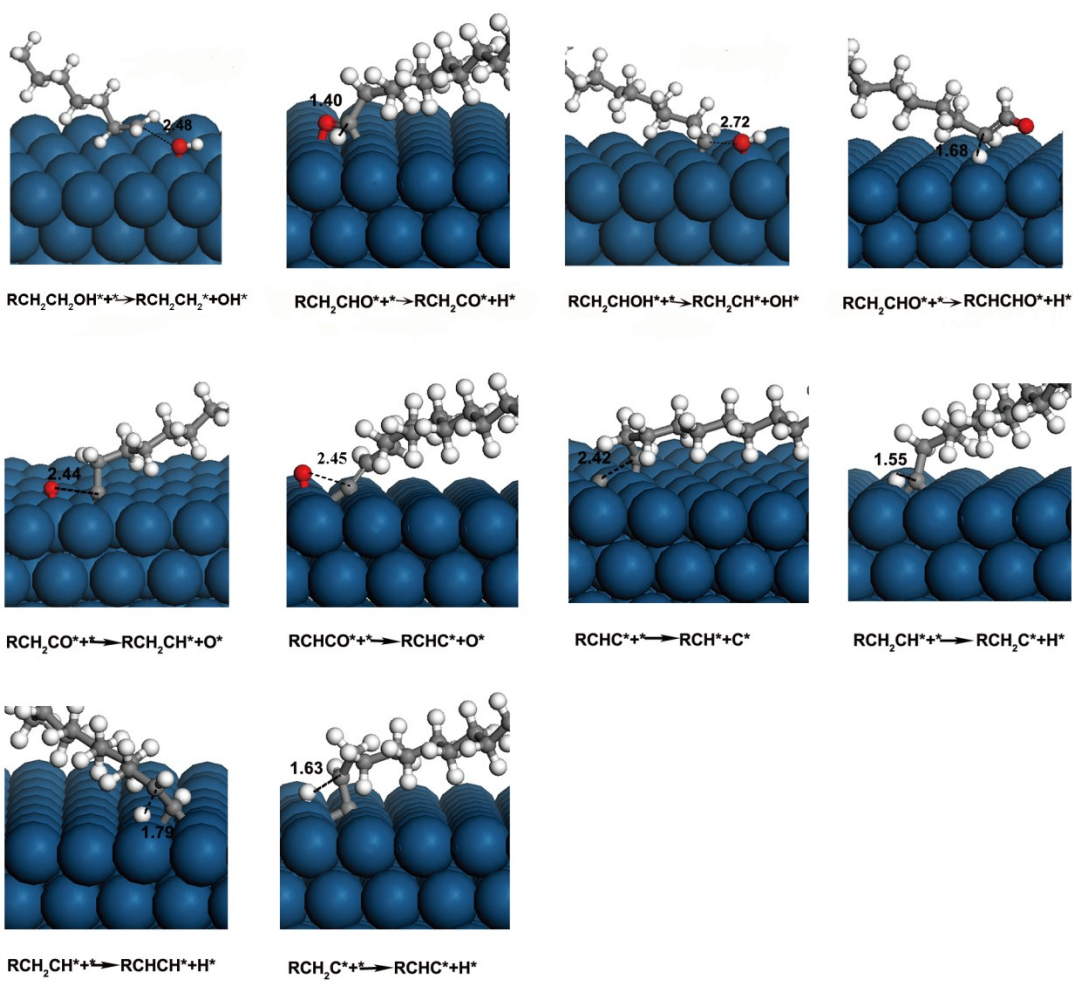 2.48
1.40
2.72
1.68
RCH₂CH₂OH*+*→RCH₂CH₂*+OH*
RCH₂CHO*+*→RCH₂CO*+H*
RCH₂CHOH*+*→RCH₂CH*+OH*
RCH₂CHO*+*→RCHCHO*+H*
2.44
2.45
2.42
1.55
RCH₂CO*+*→RCH₂CH*+O*
RCHCO*+*→RCHC*+O*
RCHC*+*→RCH*+C*
RCH₂CH*+*→RCH₂C*+H*
1.79
1.63
RCH₂CH*+*→RCHCH*+H*
RCH₂C*+*→RCHC*+H*